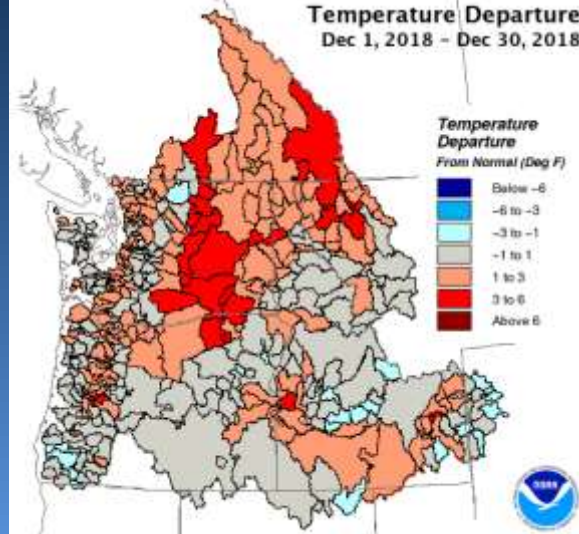 Temperature Departure
Dec 1, 2018 - Dec 30, 2018
Temperature
Departure
From Normal (Deg F)
Below -6
-6 to -3
-3 to -1
-1 to 1
1 to 3
3 to 6
Above 6